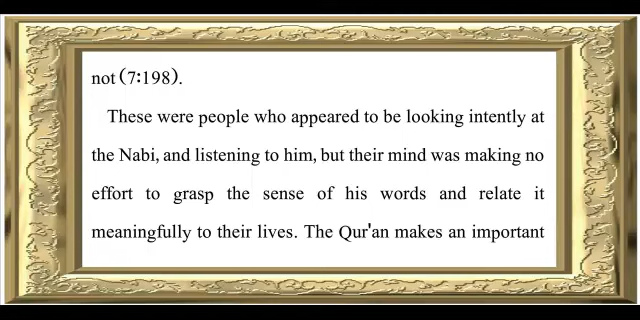 not (7:198).
These were people who appeared to be looking intently at
the Nabi, and listening to him, but their mind was making no
effort to grasp the sense of his words and relate it
meaningfully to their lives. The Qur'an makes an important